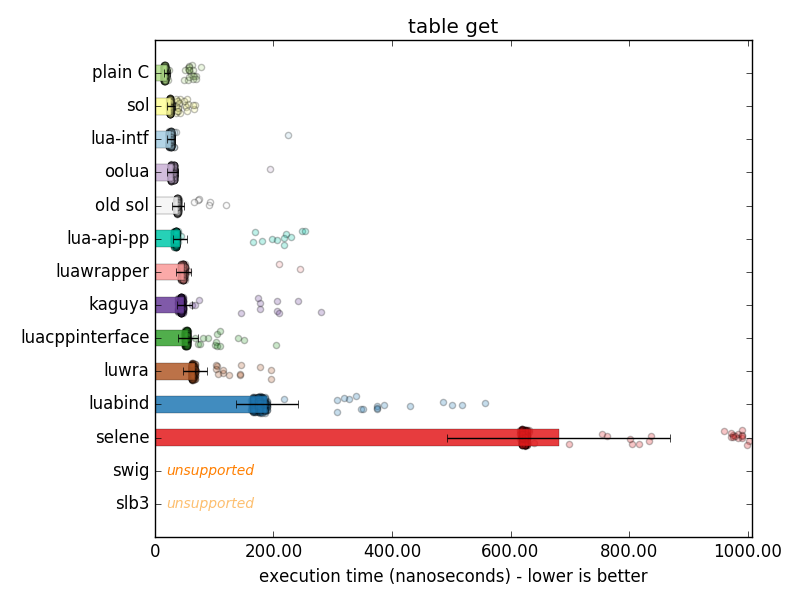 table get
plain C
sol
lua-intf
oolua
old sol
lua-api-pp
luawrapper
kaguya
luacppinterface
luwra
luabind
selene
swig unsupported
slb3 unsupported
0 200.00 400.00 600.00 800.00 1000.00
execution time (nanoseconds) - lower is better